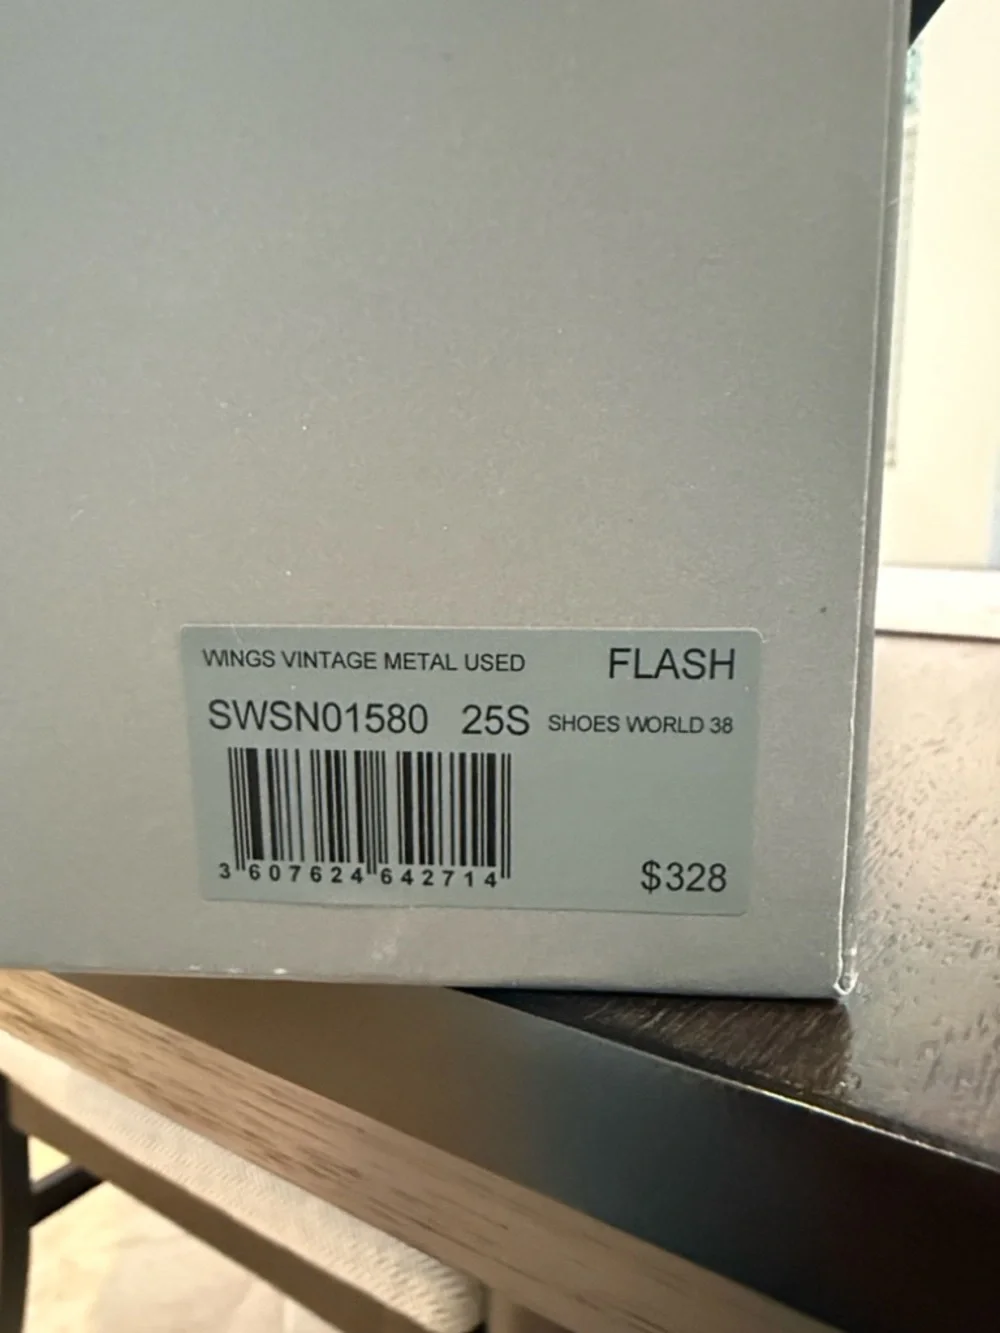 WINGS VINTAGE METAL USED FLASH
SWSN01580 25S SHOES WORLD 38
3 607624 642714
$328